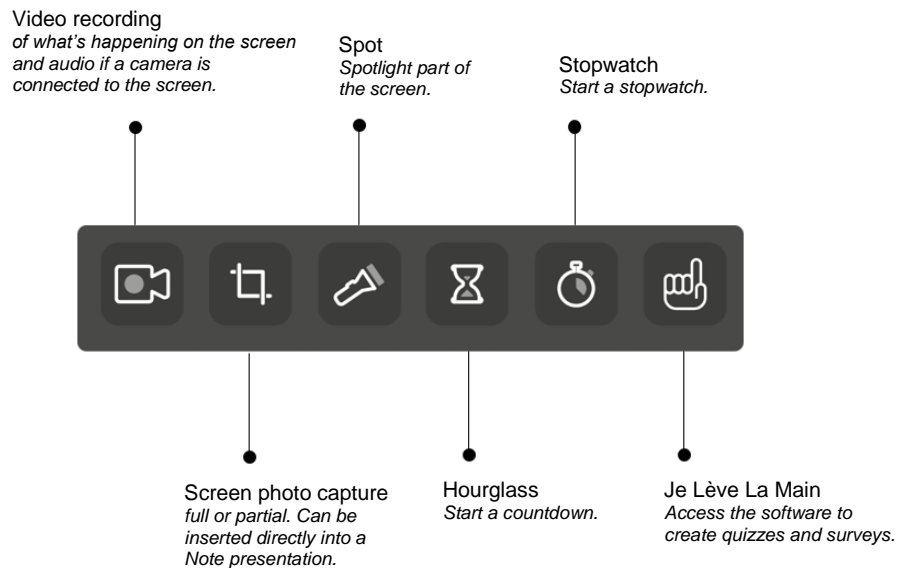 Video recording
of what’s happening on the screen
and audio if a camera is
connected to the screen.
Spot
Spotlight part of
the screen.
Stopwatch
Start a stopwatch.
Screen photo capture
full or partial. Can be
inserted directly into a
Note presentation.
Hourglass
Start a countdown.
Je Lève La Main
Access the software to
create quizzes and surveys.